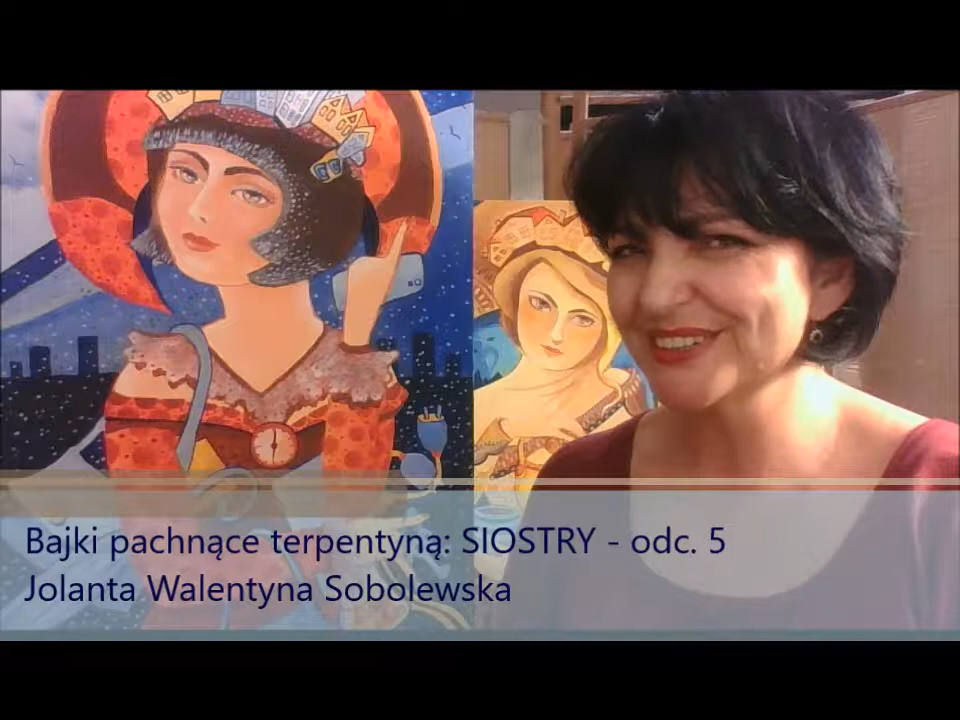 Bajki pachnące terpentyną: SIOSTRY - odc. 5
Jolanta Walentyna Sobolewska